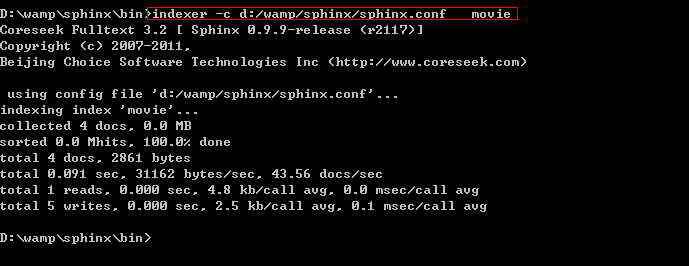 D:\wamp\sphinx\bin>indexer -c d:/wamp/sphinx/sphinx.conf   movie
Coreseek Fulltext 3.2 [ Sphinx 0.9.9-release (r2117)]
Copyright (c) 2007-2011,
Beijing Choice Software Technologies Inc (http://www.coreseek.com)
using config file 'd:/wamp/sphinx/sphinx.conf'...
indexing index 'movie'...
collected 4 docs, 0.0 MB
sorted 0.0 Mhits, 100.0% done
total 4 docs, 2861 bytes
total 0.091 sec, 31162 bytes/sec, 43.56 docs/sec
total 1 reads, 0.000 sec, 4.8 kb/call avg, 0.0 msec/call avg
total 5 writes, 0.000 sec, 2.5 kb/call avg, 0.1 msec/call avg
D:\wamp\sphinx\bin>